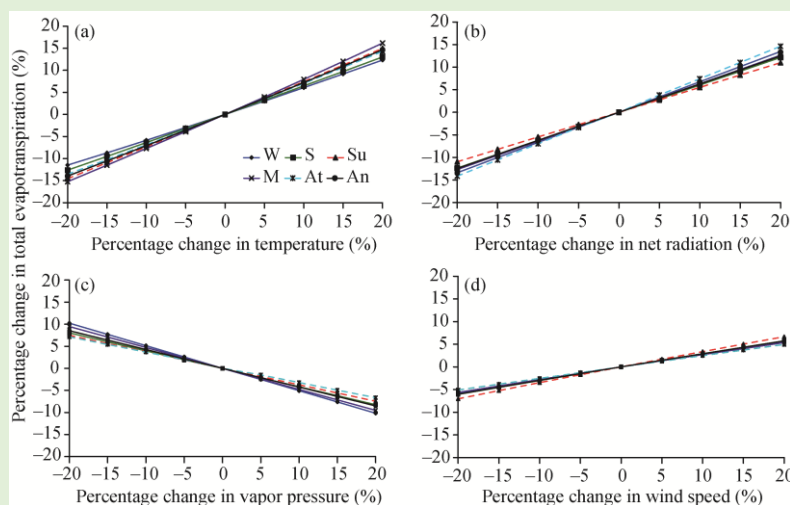 Percentage change in total evapotranspiration (%)
(a)
20
15
10
5
0
–5
–10
–15
–20
W S Su
M At An
–20 –15 –10 –5 0 5 10 15 20
Percentage change in temperature (%)
(b)
20
15
10
5
0
–5
–10
–15
–20
–20 –15 –10 –5 0 5 10 15 20
Percentage change in net radiation (%)
(c)
20
15
10
5
0
–5
–10
–15
–20
–20 –15 –10 –5 0 5 10 15 20
Percentage change in vapor pressure (%)
(d)
20
15
10
5
0
–5
–10
–15
–20
–20 –15 –10 –5 0 5 10 15 20
Percentage change in wind speed (%)